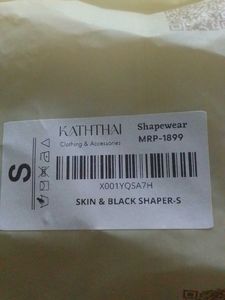 KATHTHAI Shapewear
Clothing & Accessories MRP-1899
S
X001YQSA7H
SKIN & BLACK SHAPER-S